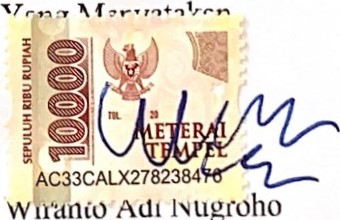 Yang Menyatakan
SEPULUH RIBU RUPIAH
10000
TGL. 20
METERAI
TEMPEL
AC33CALX278238476
Wiranto Adi Nugroho